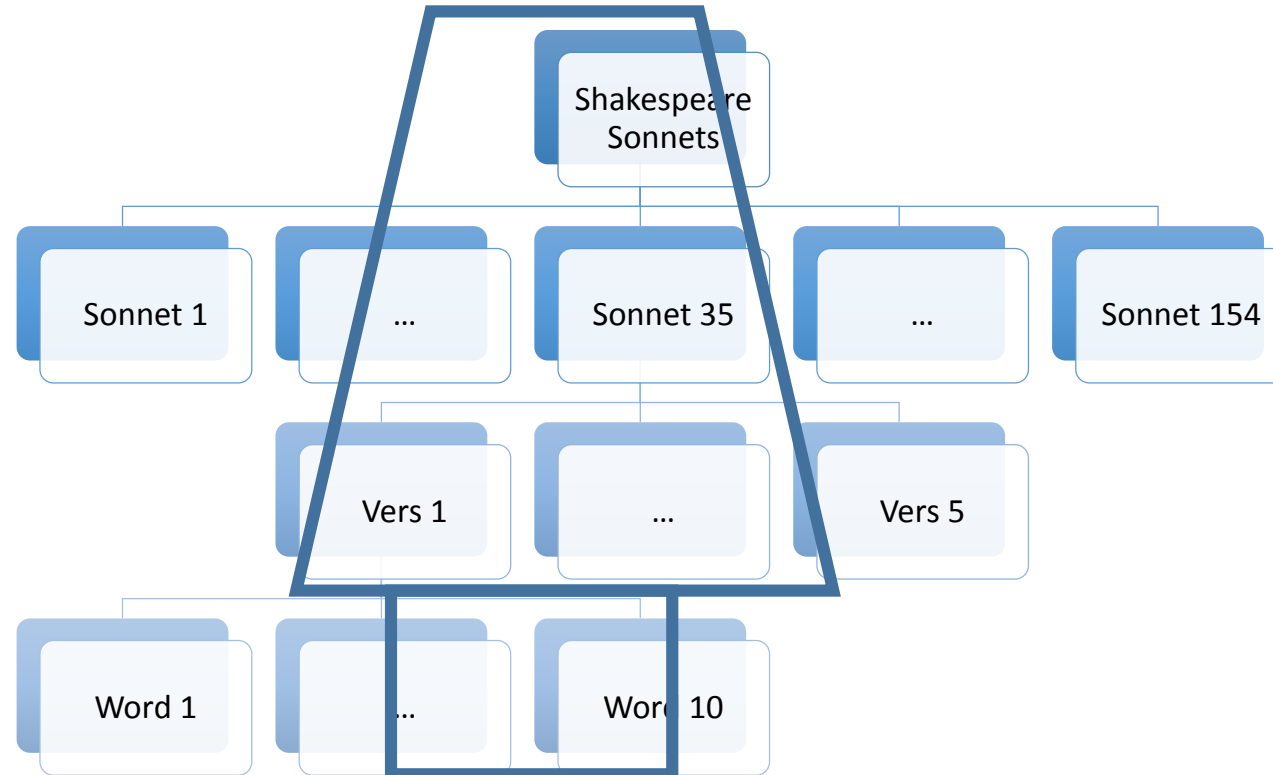 Shakespeare
Sonnets
Sonnet 1
...
Sonnet 35
...
Sonnet 154
Vers 1
...
Vers 5
Word 1
...
Word 10